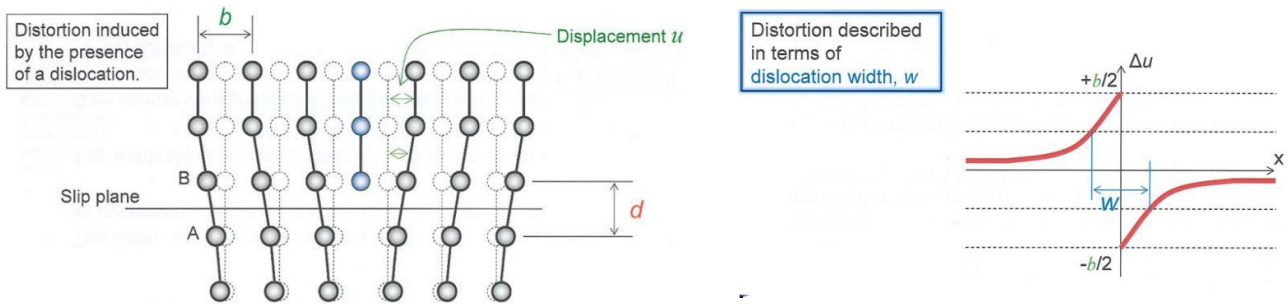 Distortion induced
by the presence
of a dislocation.
b
Displacement u
B
Slip plane
d
A
Distortion described
in terms of
dislocation width, w
Δu
+b/2
x
w
-b/2